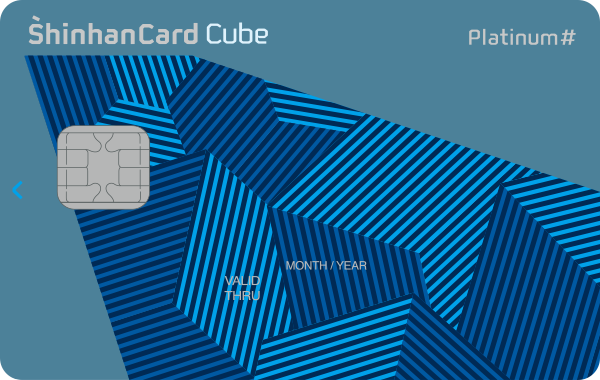 ShinhanCard Cube
Platinum#
MONTH / YEAR
VALID
THRU